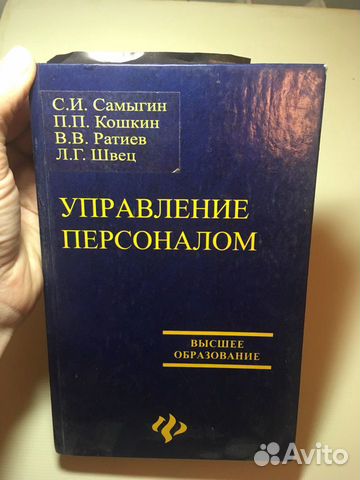 С.И. Самыгин
П.П. Кошкин
В.В. Ратиев
Л.Г. Швец
УПРАВЛЕНИЕ
ПЕРСОНАЛОМ
ВЫСШЕЕ
ОБРАЗОВАНИЕ
Avito